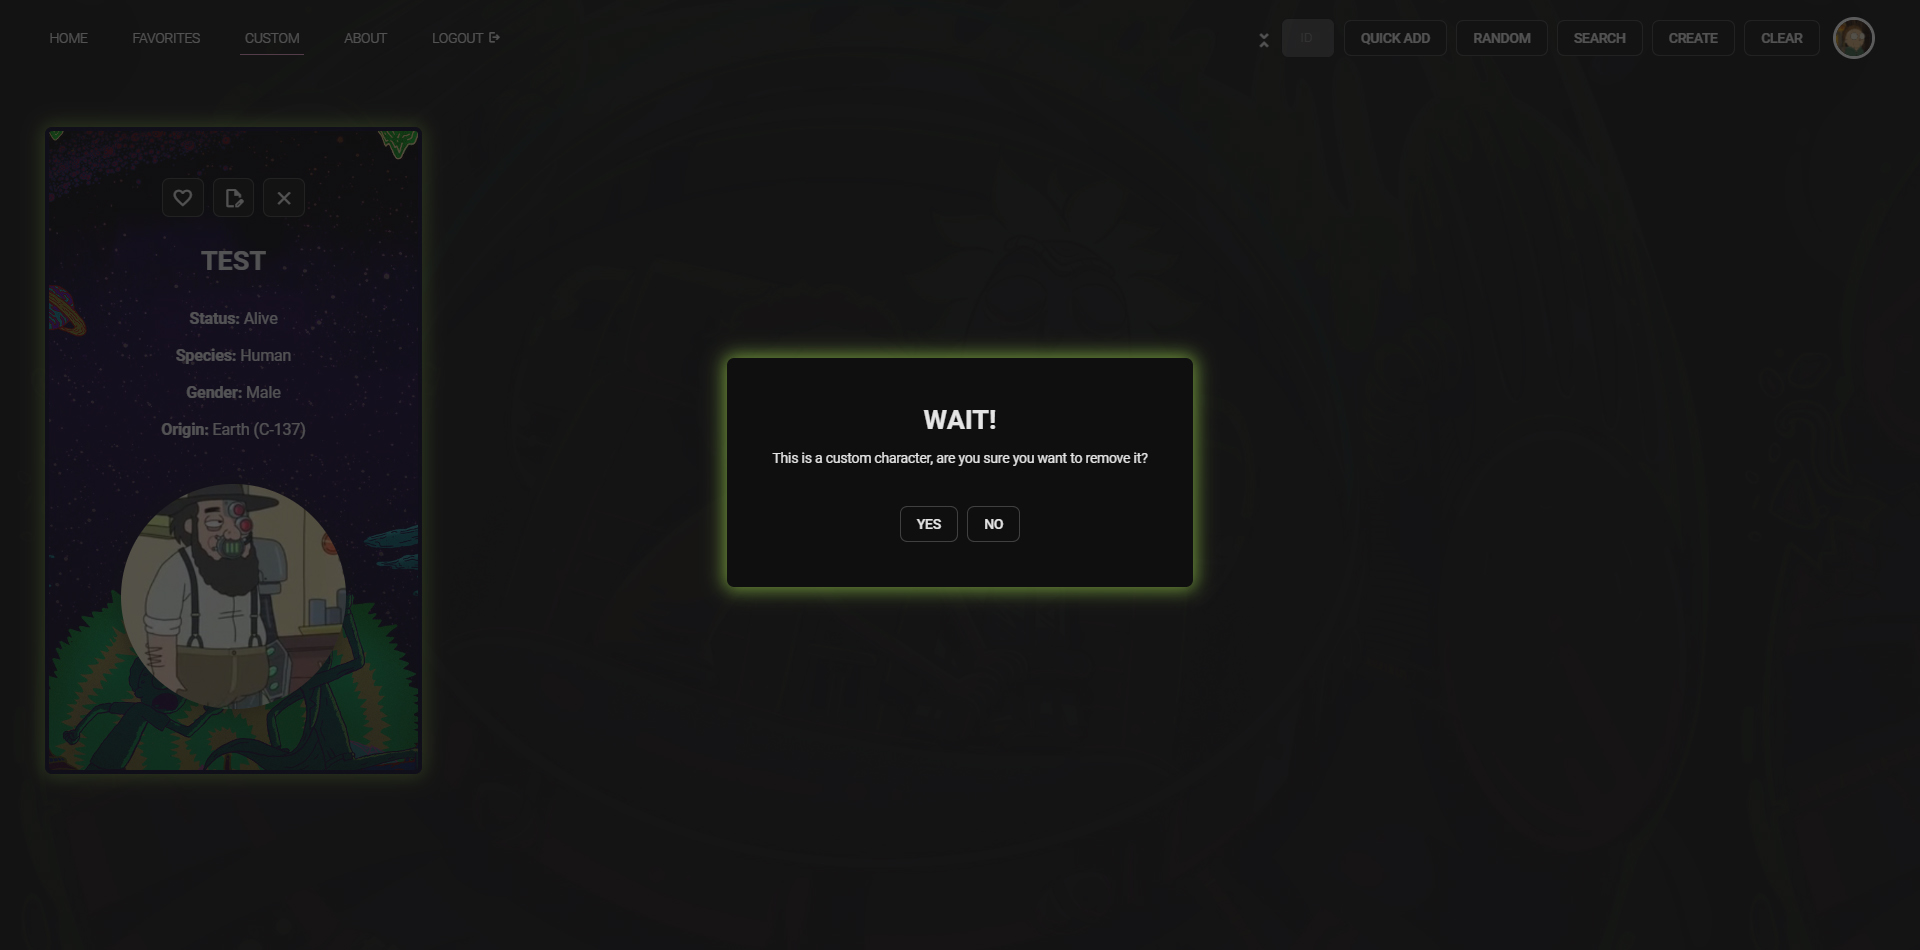 HOME
FAVORITES
CUSTOM
ABOUT
LOGOUT
ID
QUICK ADD
RANDOM
SEARCH
CREATE
CLEAR
TEST
Status: Alive
Species: Human
Gender: Male
Origin: Earth (C-137)
WAIT!
This is a custom character, are you sure you want to remove it?
YES
NO